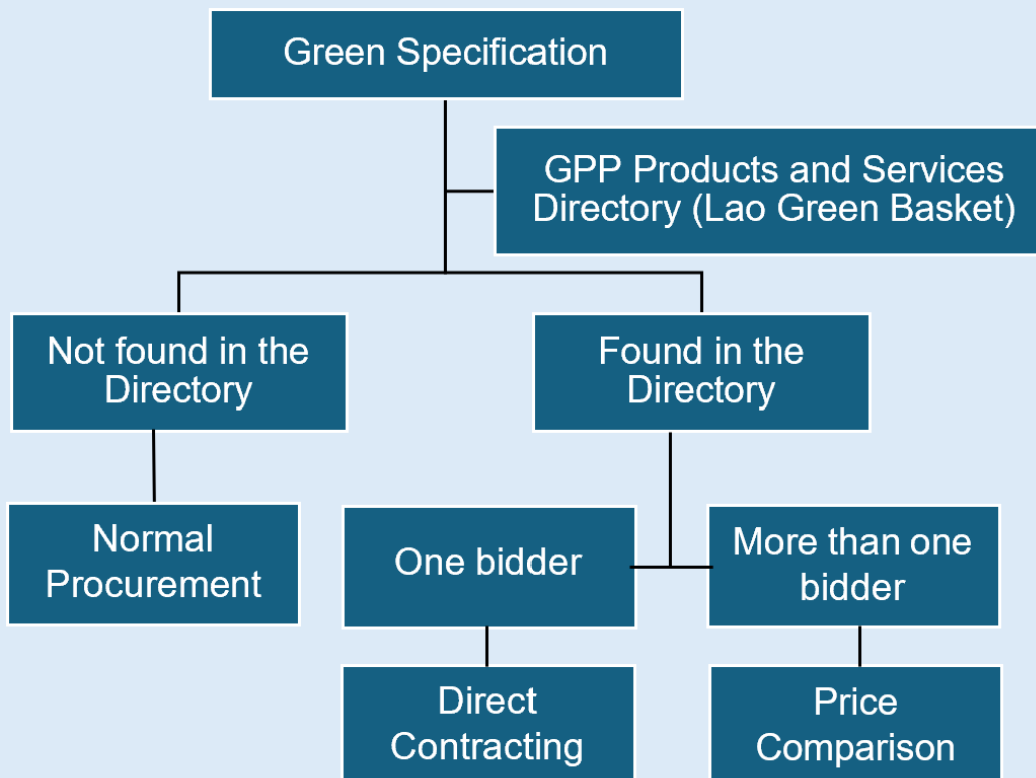 Green Specification
GPP Products and Services
Directory (Lao Green Basket)
Not found in the
Directory
Found in the
Directory
Normal
Procurement
One bidder
More than one
bidder
Direct
Contracting
Price
Comparison